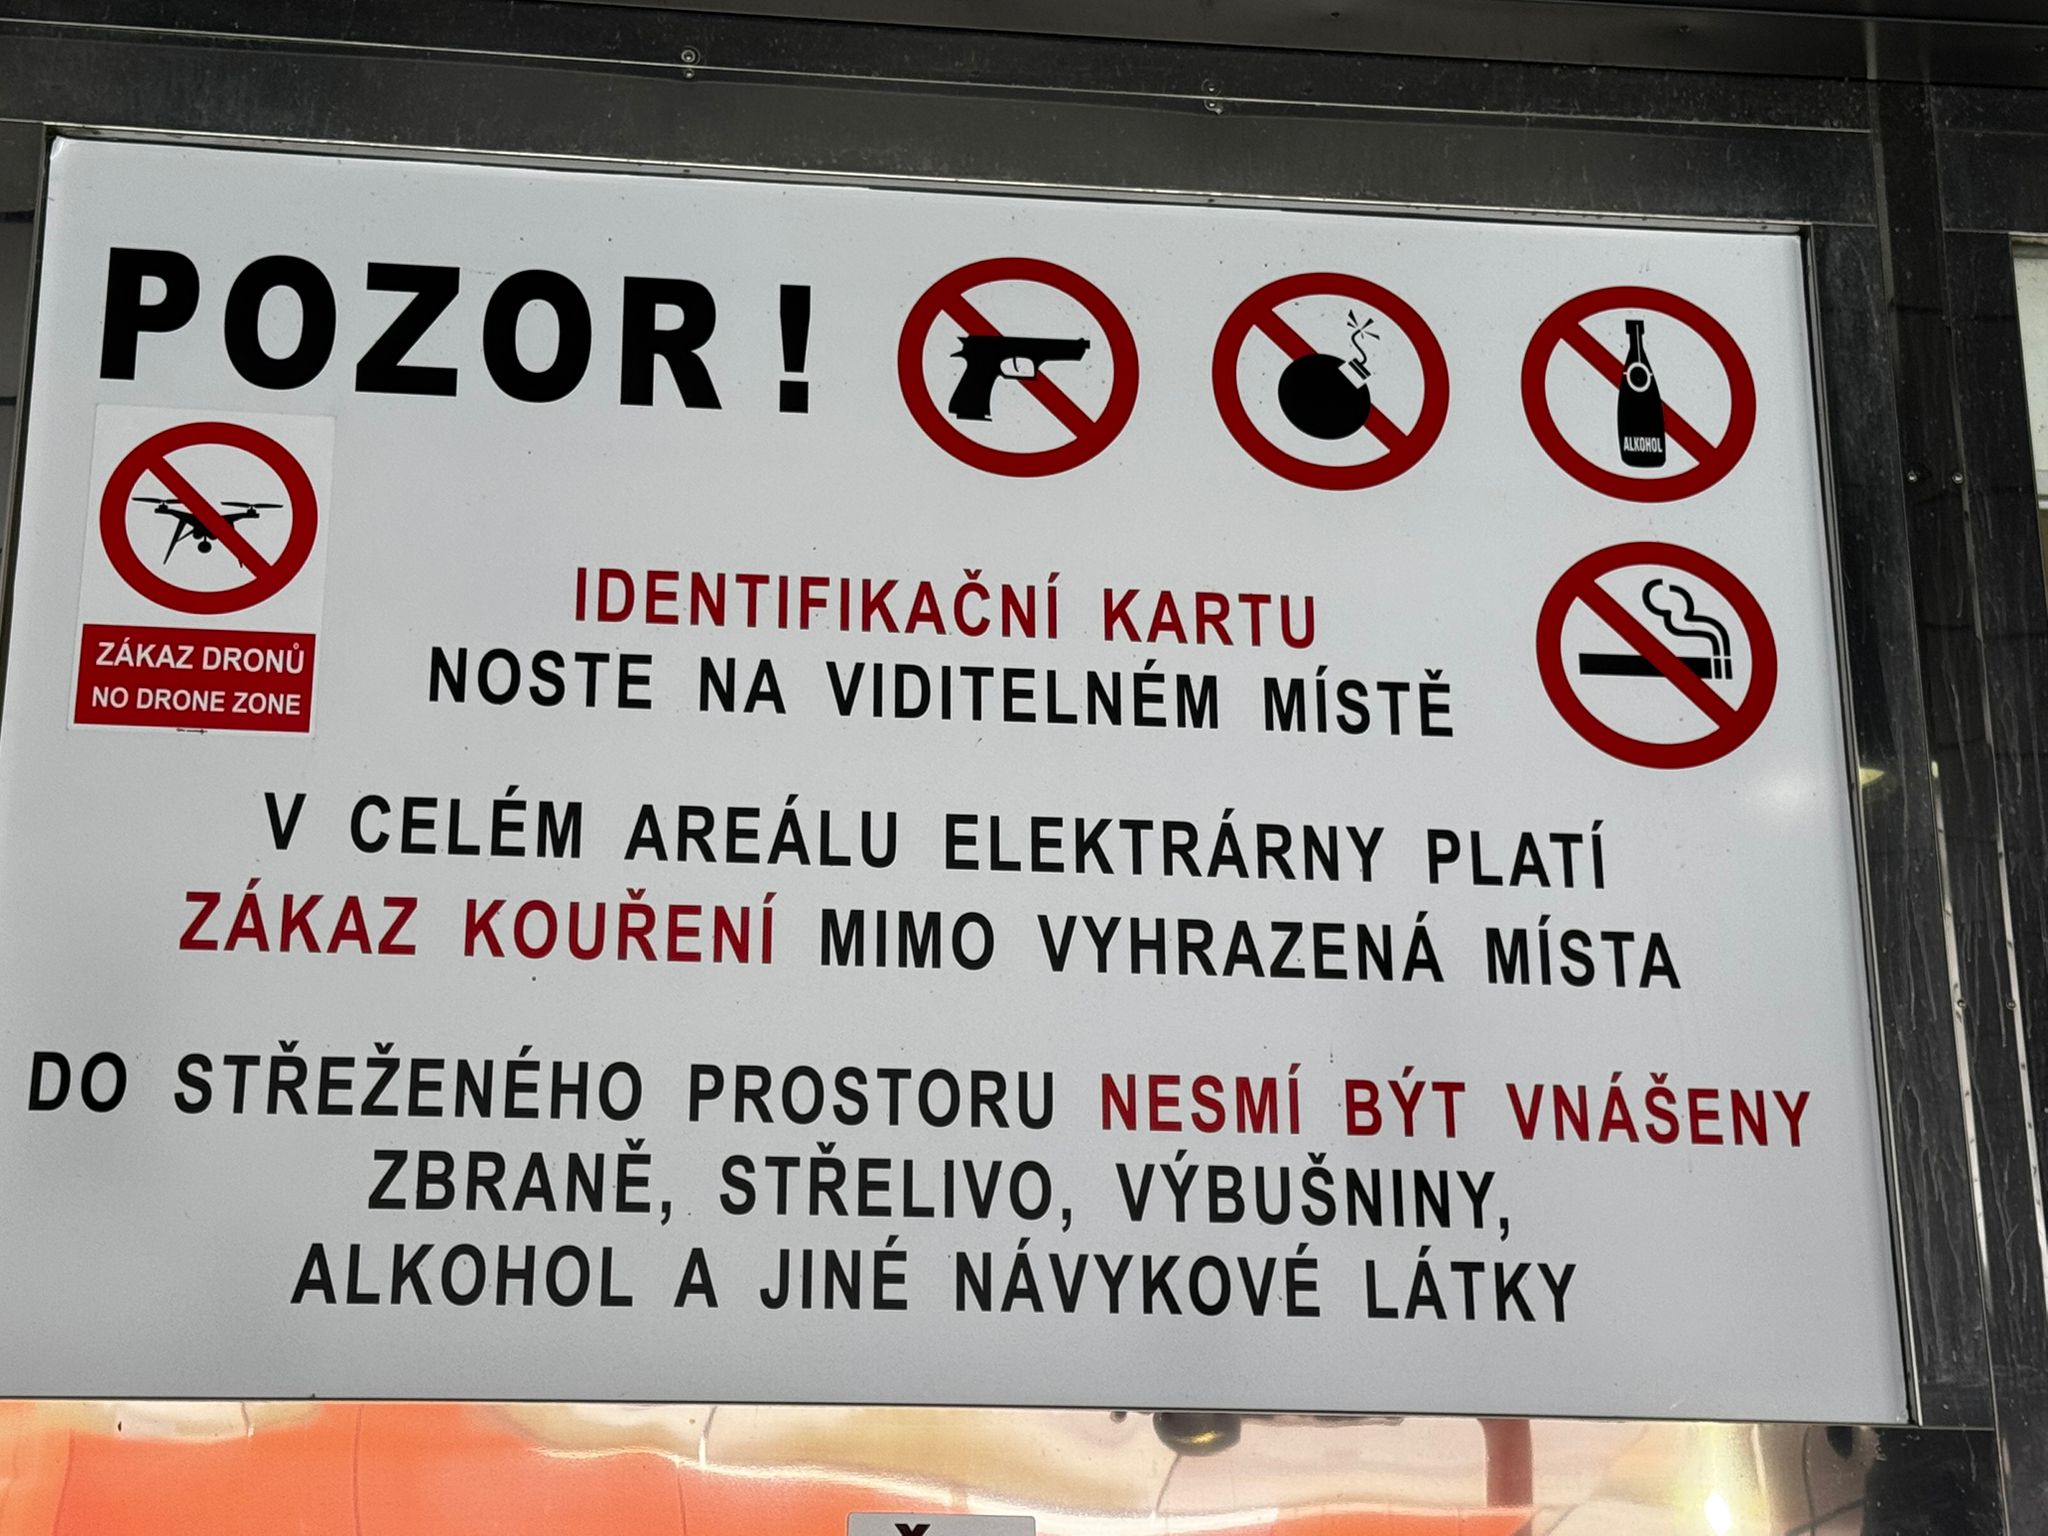 POZOR!
ALKOHOL
ZÁKAZ DRONŮ
NO DRONE ZONE
IDENTIFIKAČNÍ KARTU
NOSTE NA VIDITELNÉM MÍSTĚ
V CELÉM AREÁLU ELEKTRÁRNY PLATÍ
ZÁKAZ KOUŘENÍ MIMO VYHRAZENÁ MÍSTA
DO STŘEŽENÉHO PROSTORU NESMÍ BÝT VNÁŠENY
ZBRANĚ, STŘELIVO, VÝBUŠNINY,
ALKOHOL A JINÉ NÁVYKOVÉ LÁTKY